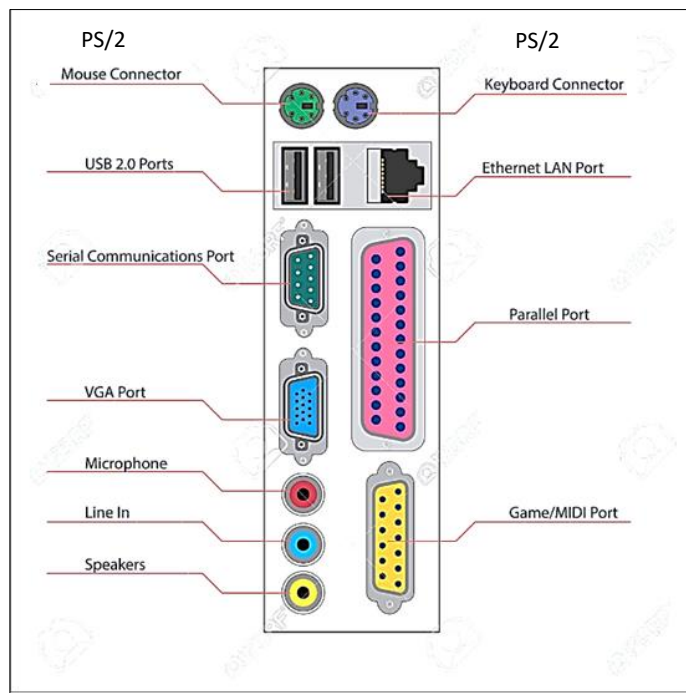 PS/2
PS/2
Mouse Connector
Keyboard Connector
USB 2.0 Ports
Ethernet LAN Port
Serial Communications Port
Parallel Port
VGA Port
Microphone
Line In
Game/MIDI Port
Speakers